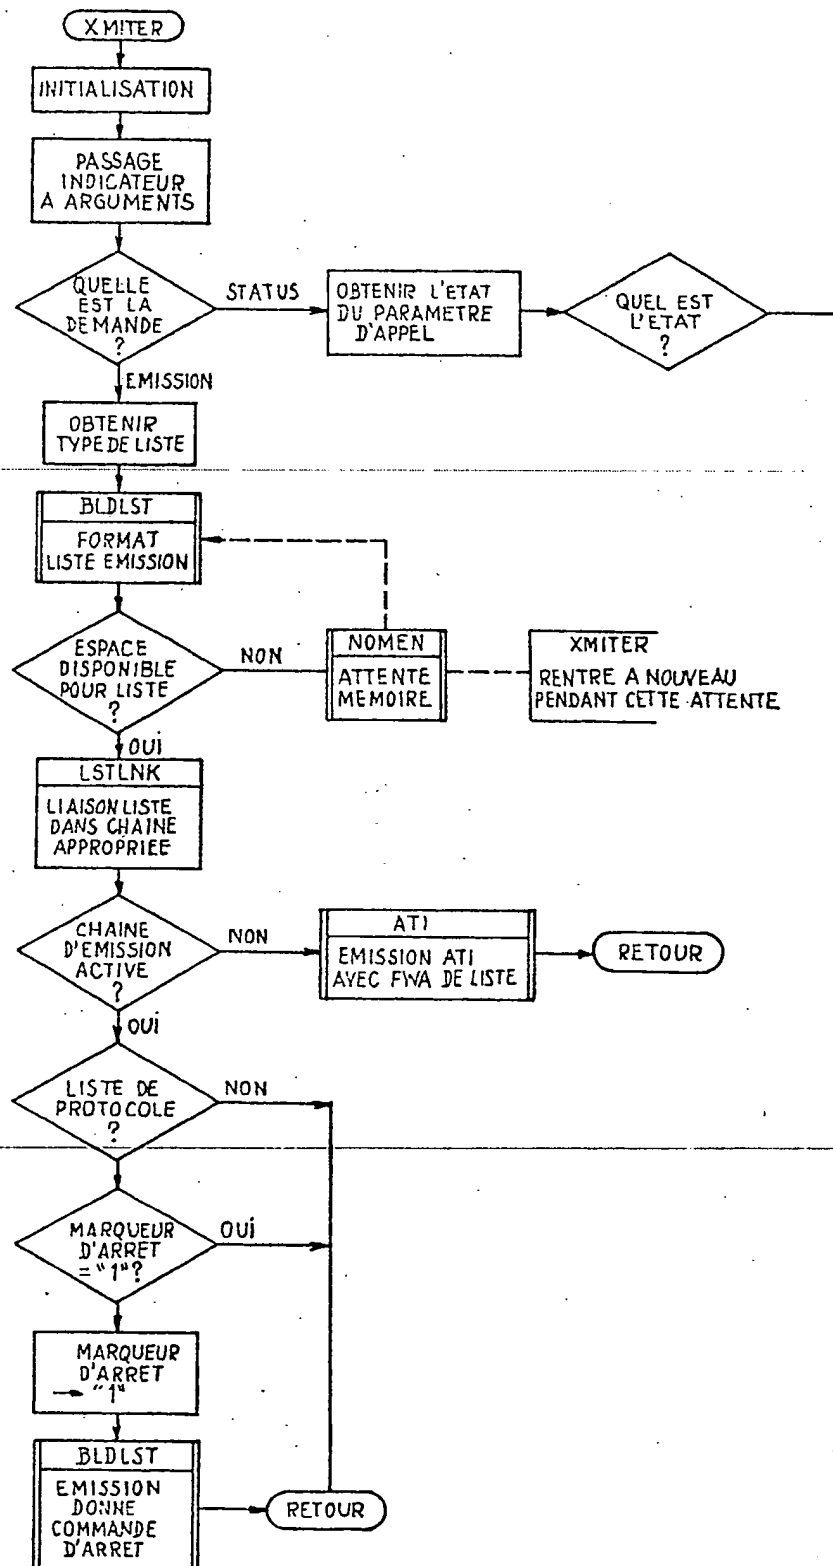 XMITER
INITIALISATION
PASSAGE
INDICATEUR
A ARGUMENTS
QUELLE
EST LA
DEMANDE
?
STATUS
OBTENIR L'ETAT
DU PARAMETRE
D'APPEL
QUEL EST
L'ETAT
?
EMISSION
OBTENIR
TYPE DE LISTE
BLDLST
FORMAT
LISTE EMISSION
ESPACE
DISPONIBLE
POUR LISTE
?
NON
NOMEN
ATTENTE
MEMOIRE
XMITER
RENTRE A NOUVEAU
PENDANT CETTE ATTENTE
OUi
LSTLNK
LIAISON LISTE
DANS CHAINE
APPROPRIEE
CHAINE
D'EMISSION
ACTIVE
?
NON
ATI
EMISSION ATI
AVEC FWA DE LISTE
RETOUR
OUi
LISTE DE
PROTOCOLE
?
NON
MARQUEUR
D'ARRET
="1"?
OUi
MARQUEUR
D'ARRET
→ "1"
BLDLST
EMISSION
DONNE
COMMANDE
D'ARRET
RETOUR